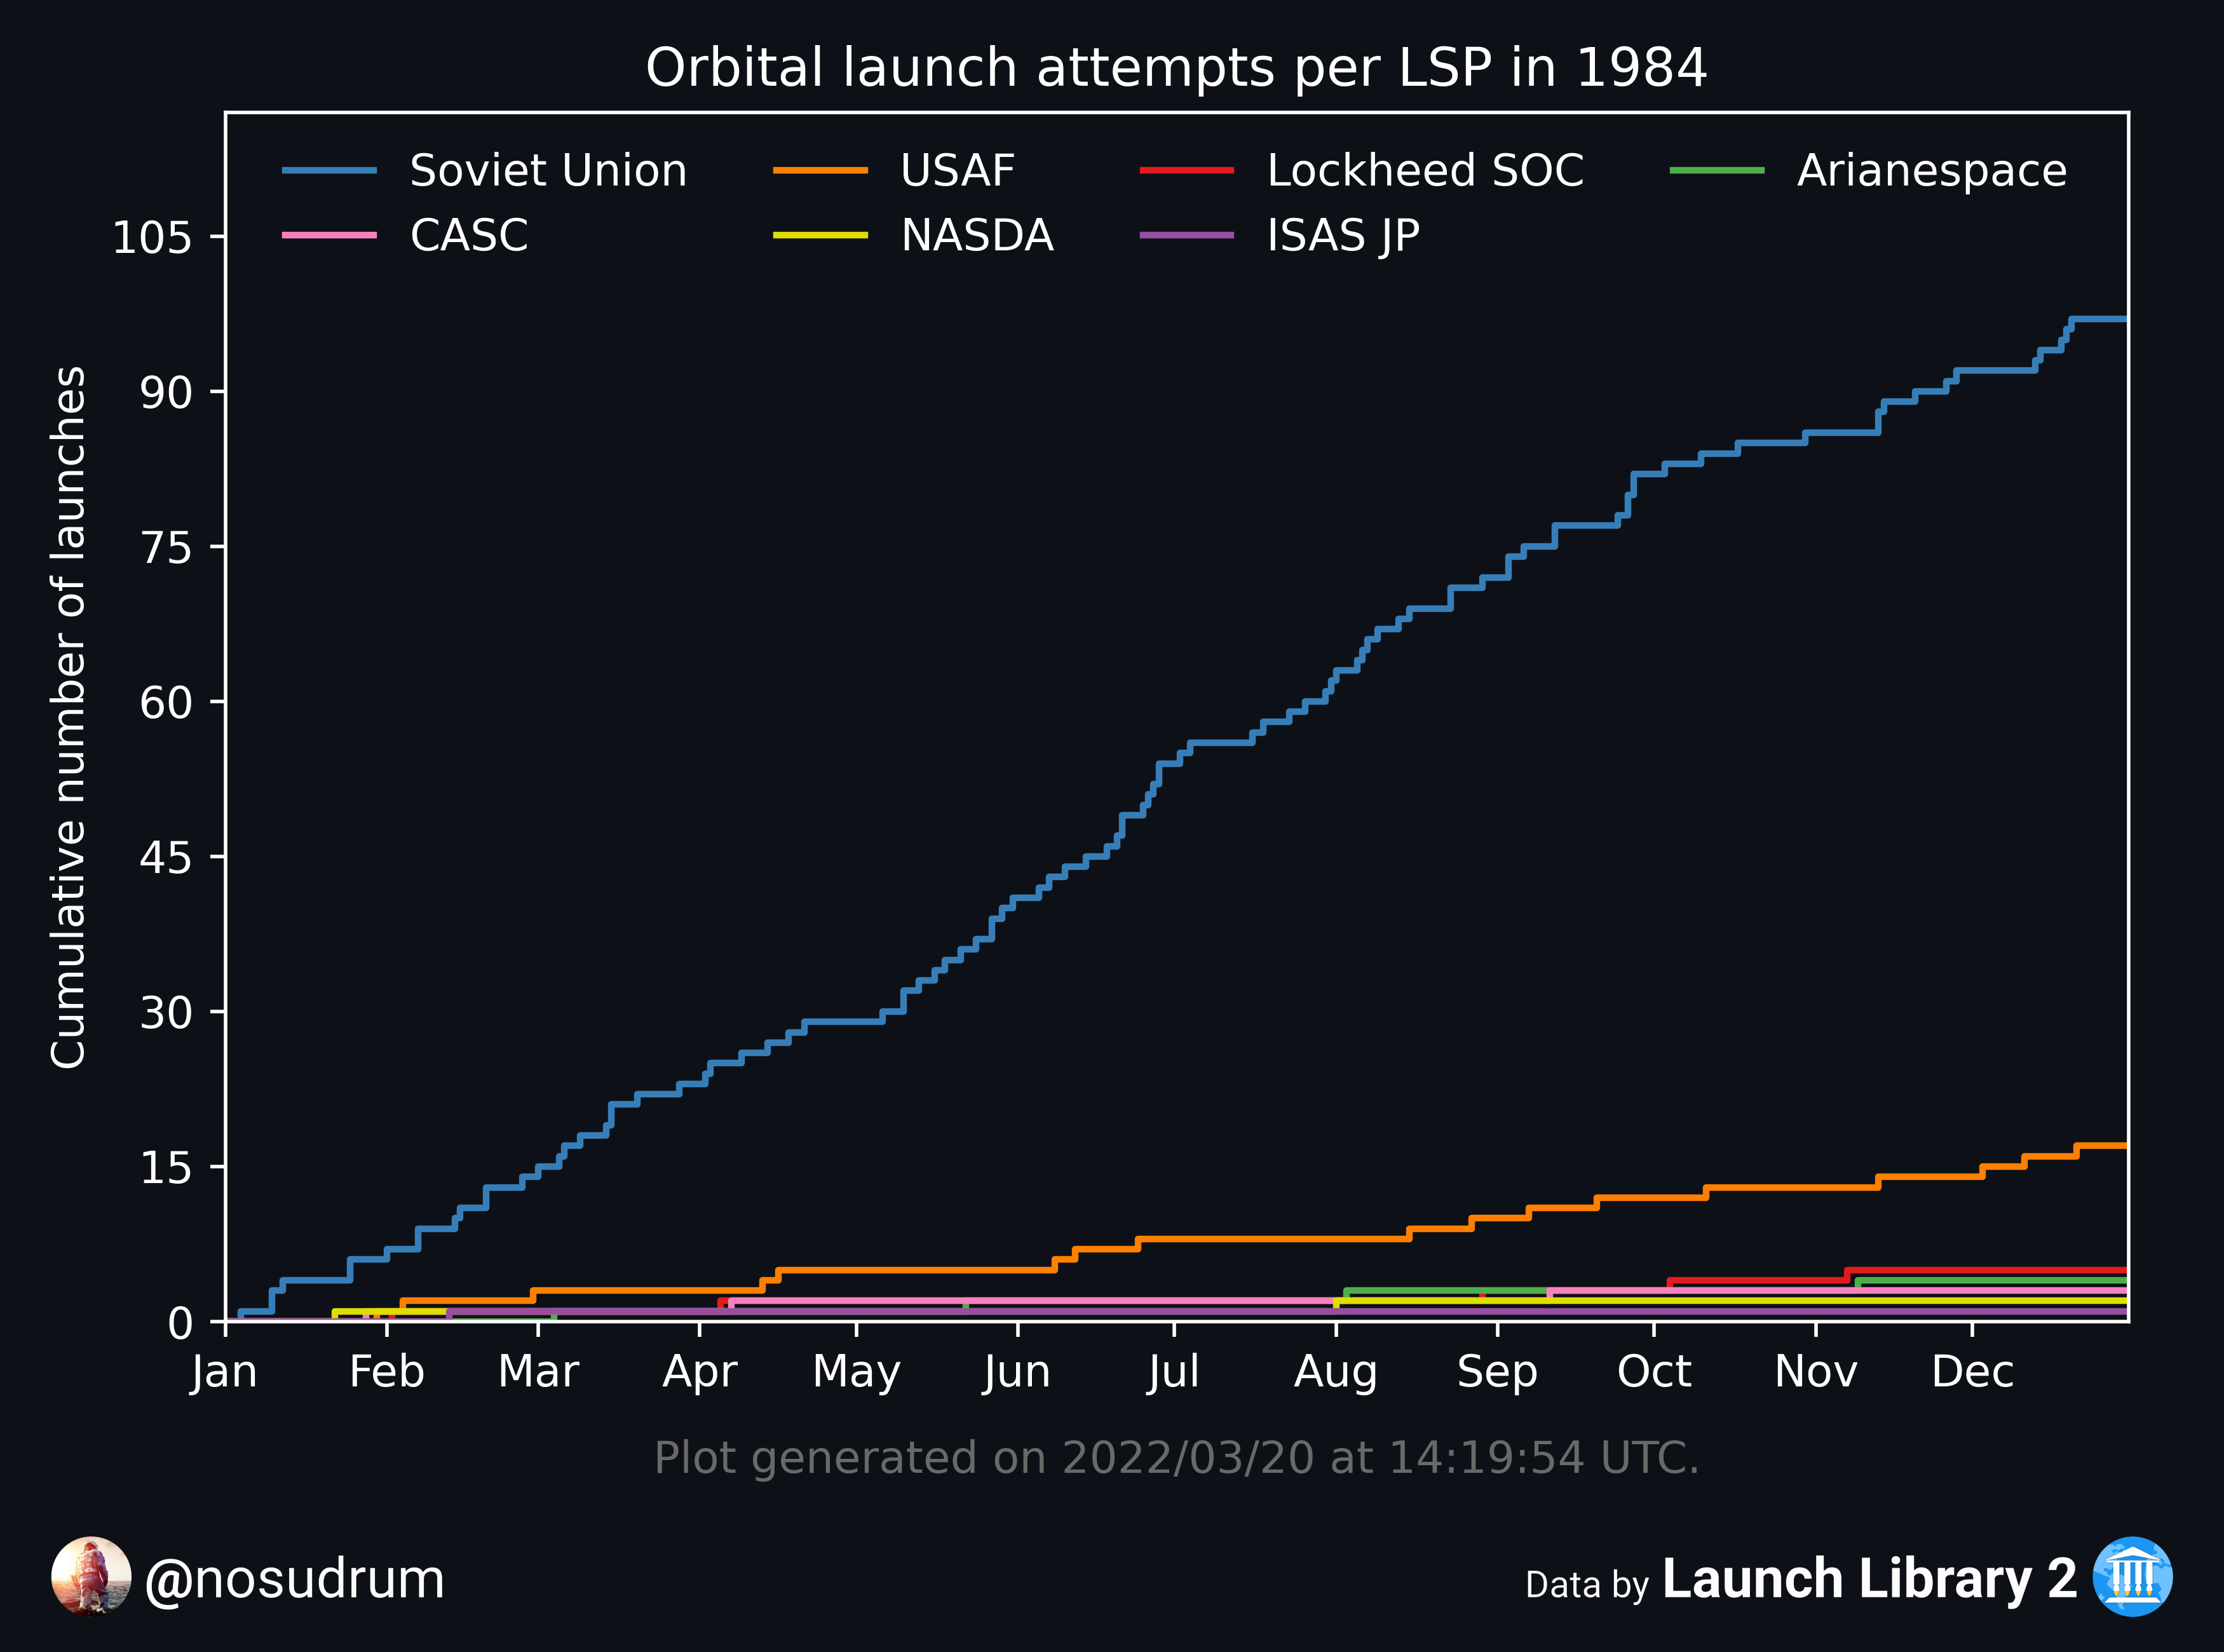 Orbital launch attempts per LSP in 1984
Soviet Union
USAF
Lockheed SOC
Arianespace
CASC
NASDA
ISAS JP
Cumulative number of launches
105
90
75
60
45
30
15
0
Jan Feb Mar Apr May Jun Jul Aug Sep Oct Nov Dec
Plot generated on 2022/03/20 at 14:19:54 UTC.
@nosudrum
Data by Launch Library 2